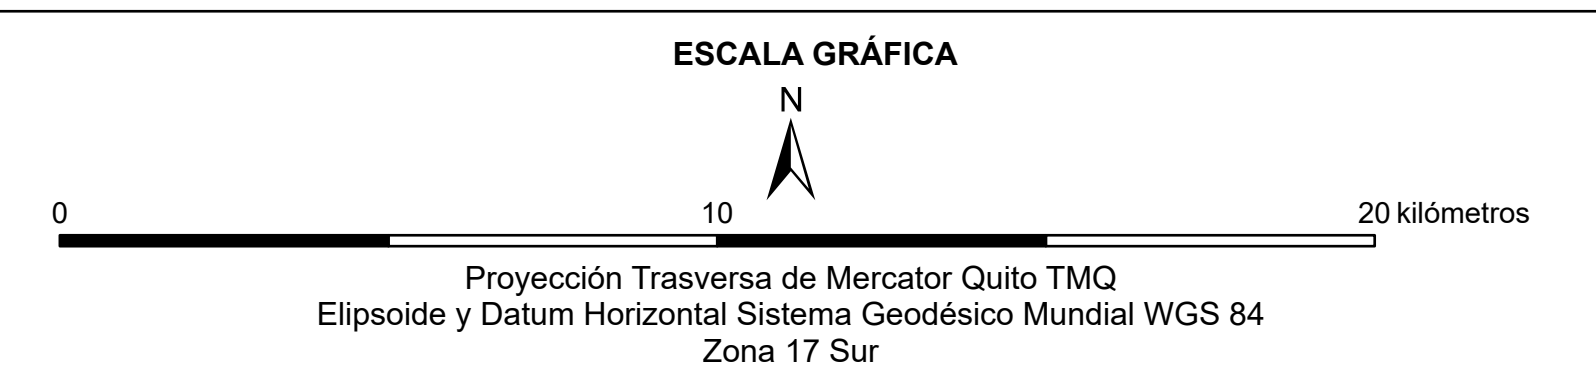 ESCALA GRÁFICA
N
0 10 20 kilómetros
Proyección Trasversa de Mercator Quito TMQ
Elipsoide y Datum Horizontal Sistema Geodésico Mundial WGS 84
Zona 17 Sur